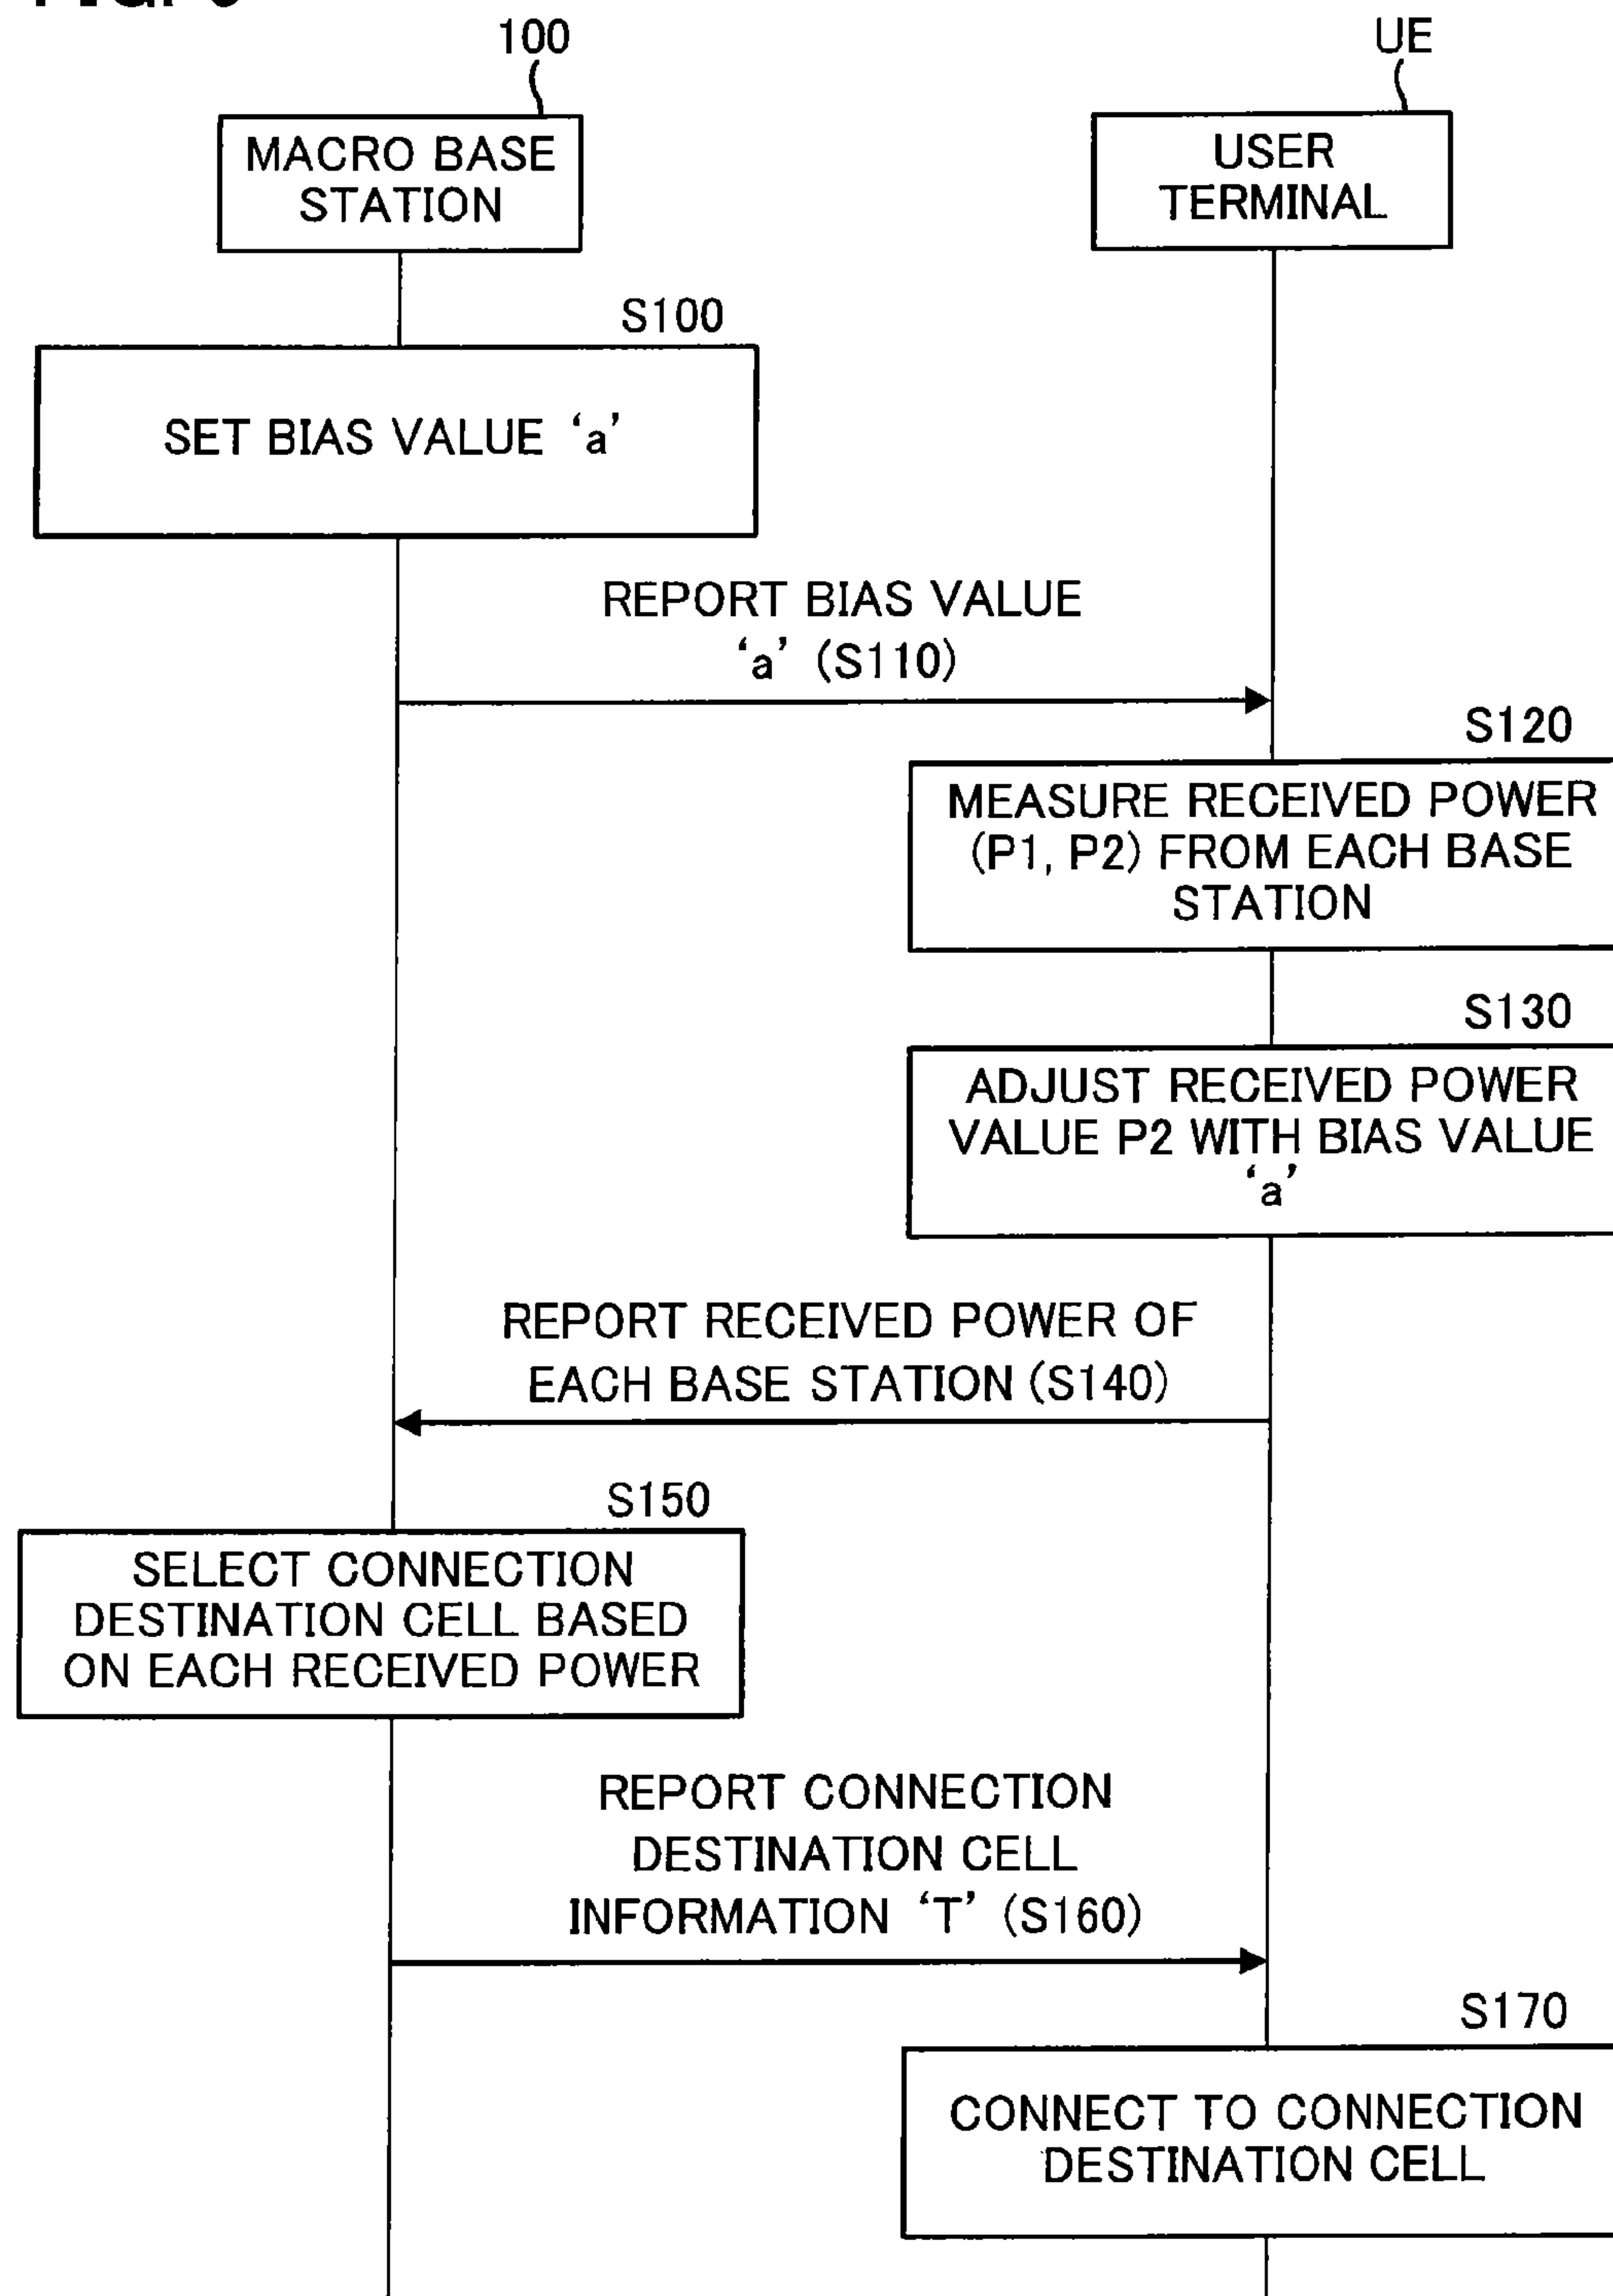 100
UE
MACRO BASE
STATION
USER
TERMINAL
S100
SET BIAS VALUE ‘a’
REPORT BIAS VALUE
‘a’ (S110)
S120
MEASURE RECEIVED POWER
(P1, P2) FROM EACH BASE
STATION
S130
ADJUST RECEIVED POWER
VALUE P2 WITH BIAS VALUE
‘a’
REPORT RECEIVED POWER OF
EACH BASE STATION (S140)
S150
SELECT CONNECTION
DESTINATION CELL BASED
ON EACH RECEIVED POWER
REPORT CONNECTION
DESTINATION CELL
INFORMATION ‘T’ (S160)
S170
CONNECT TO CONNECTION
DESTINATION CELL